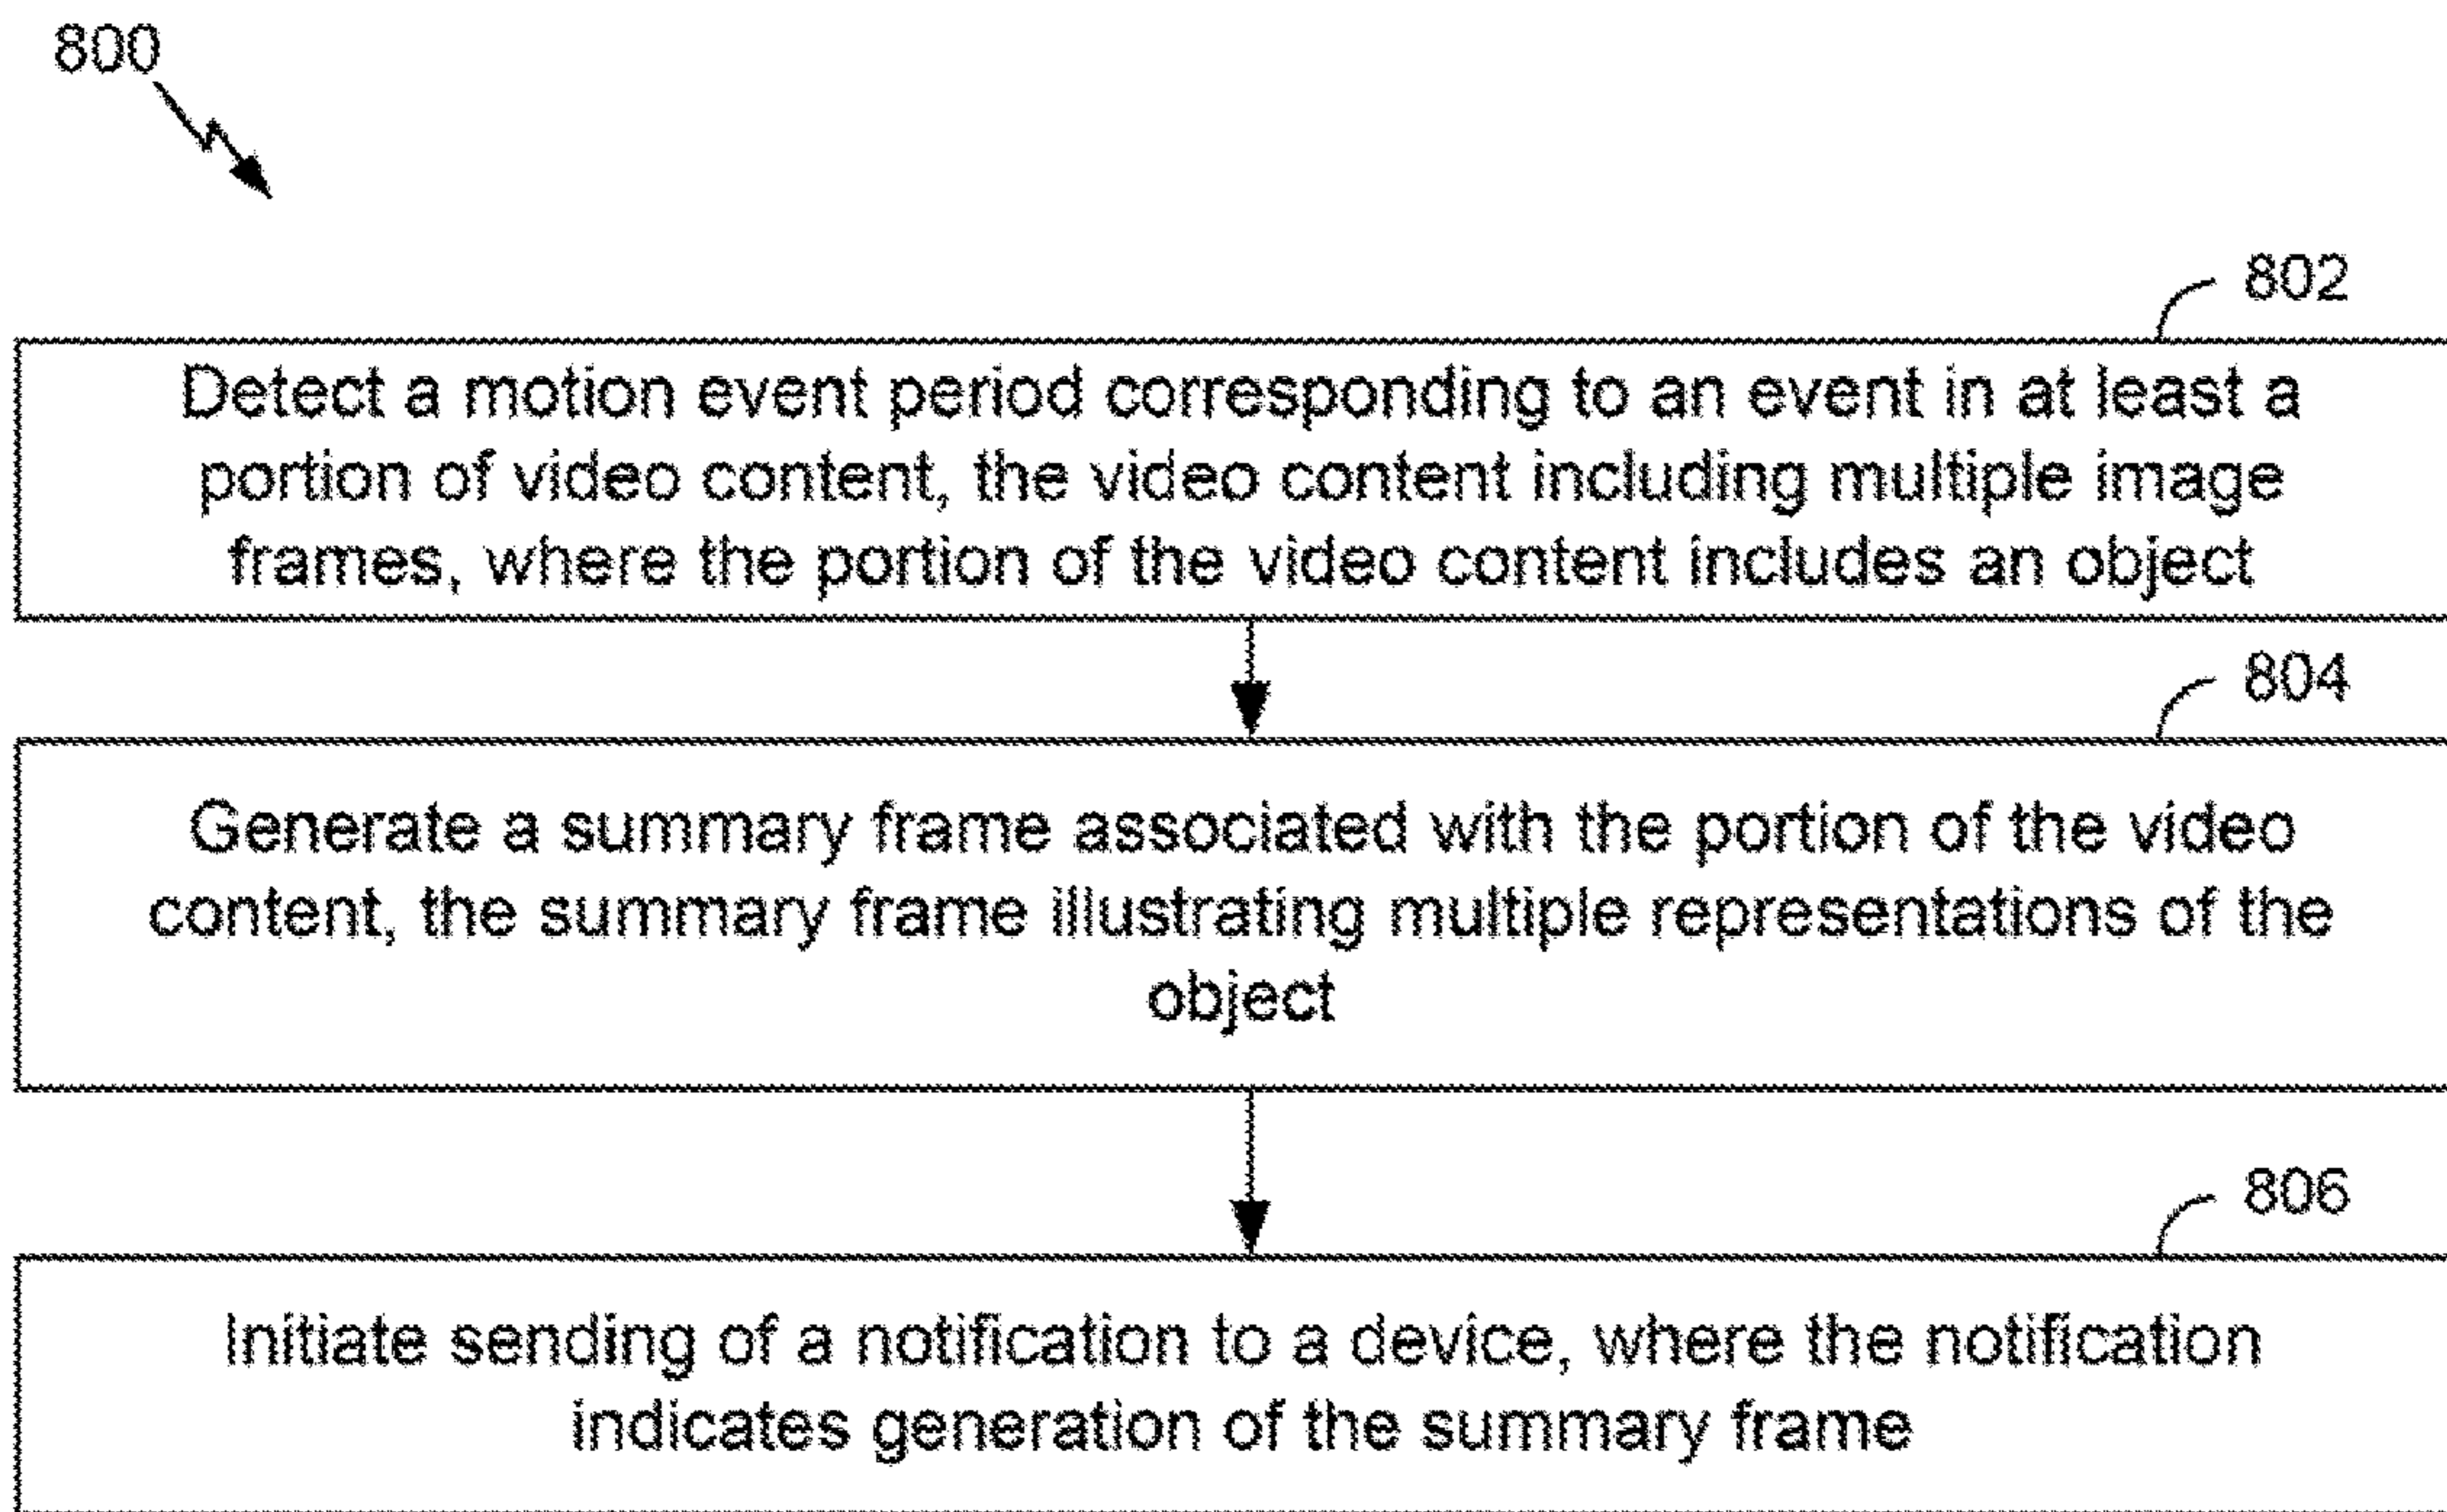 800
802
Detect a motion event period corresponding to an event in at least a
portion of video content, the video content including multiple image
frames, where the portion of the video content includes an object
804
Generate a summary frame associated with the portion of the video
content, the summary frame illustrating multiple representations of the
object
806
Initiate sending of a notification to a device, where the notification
indicates generation of the summary frame